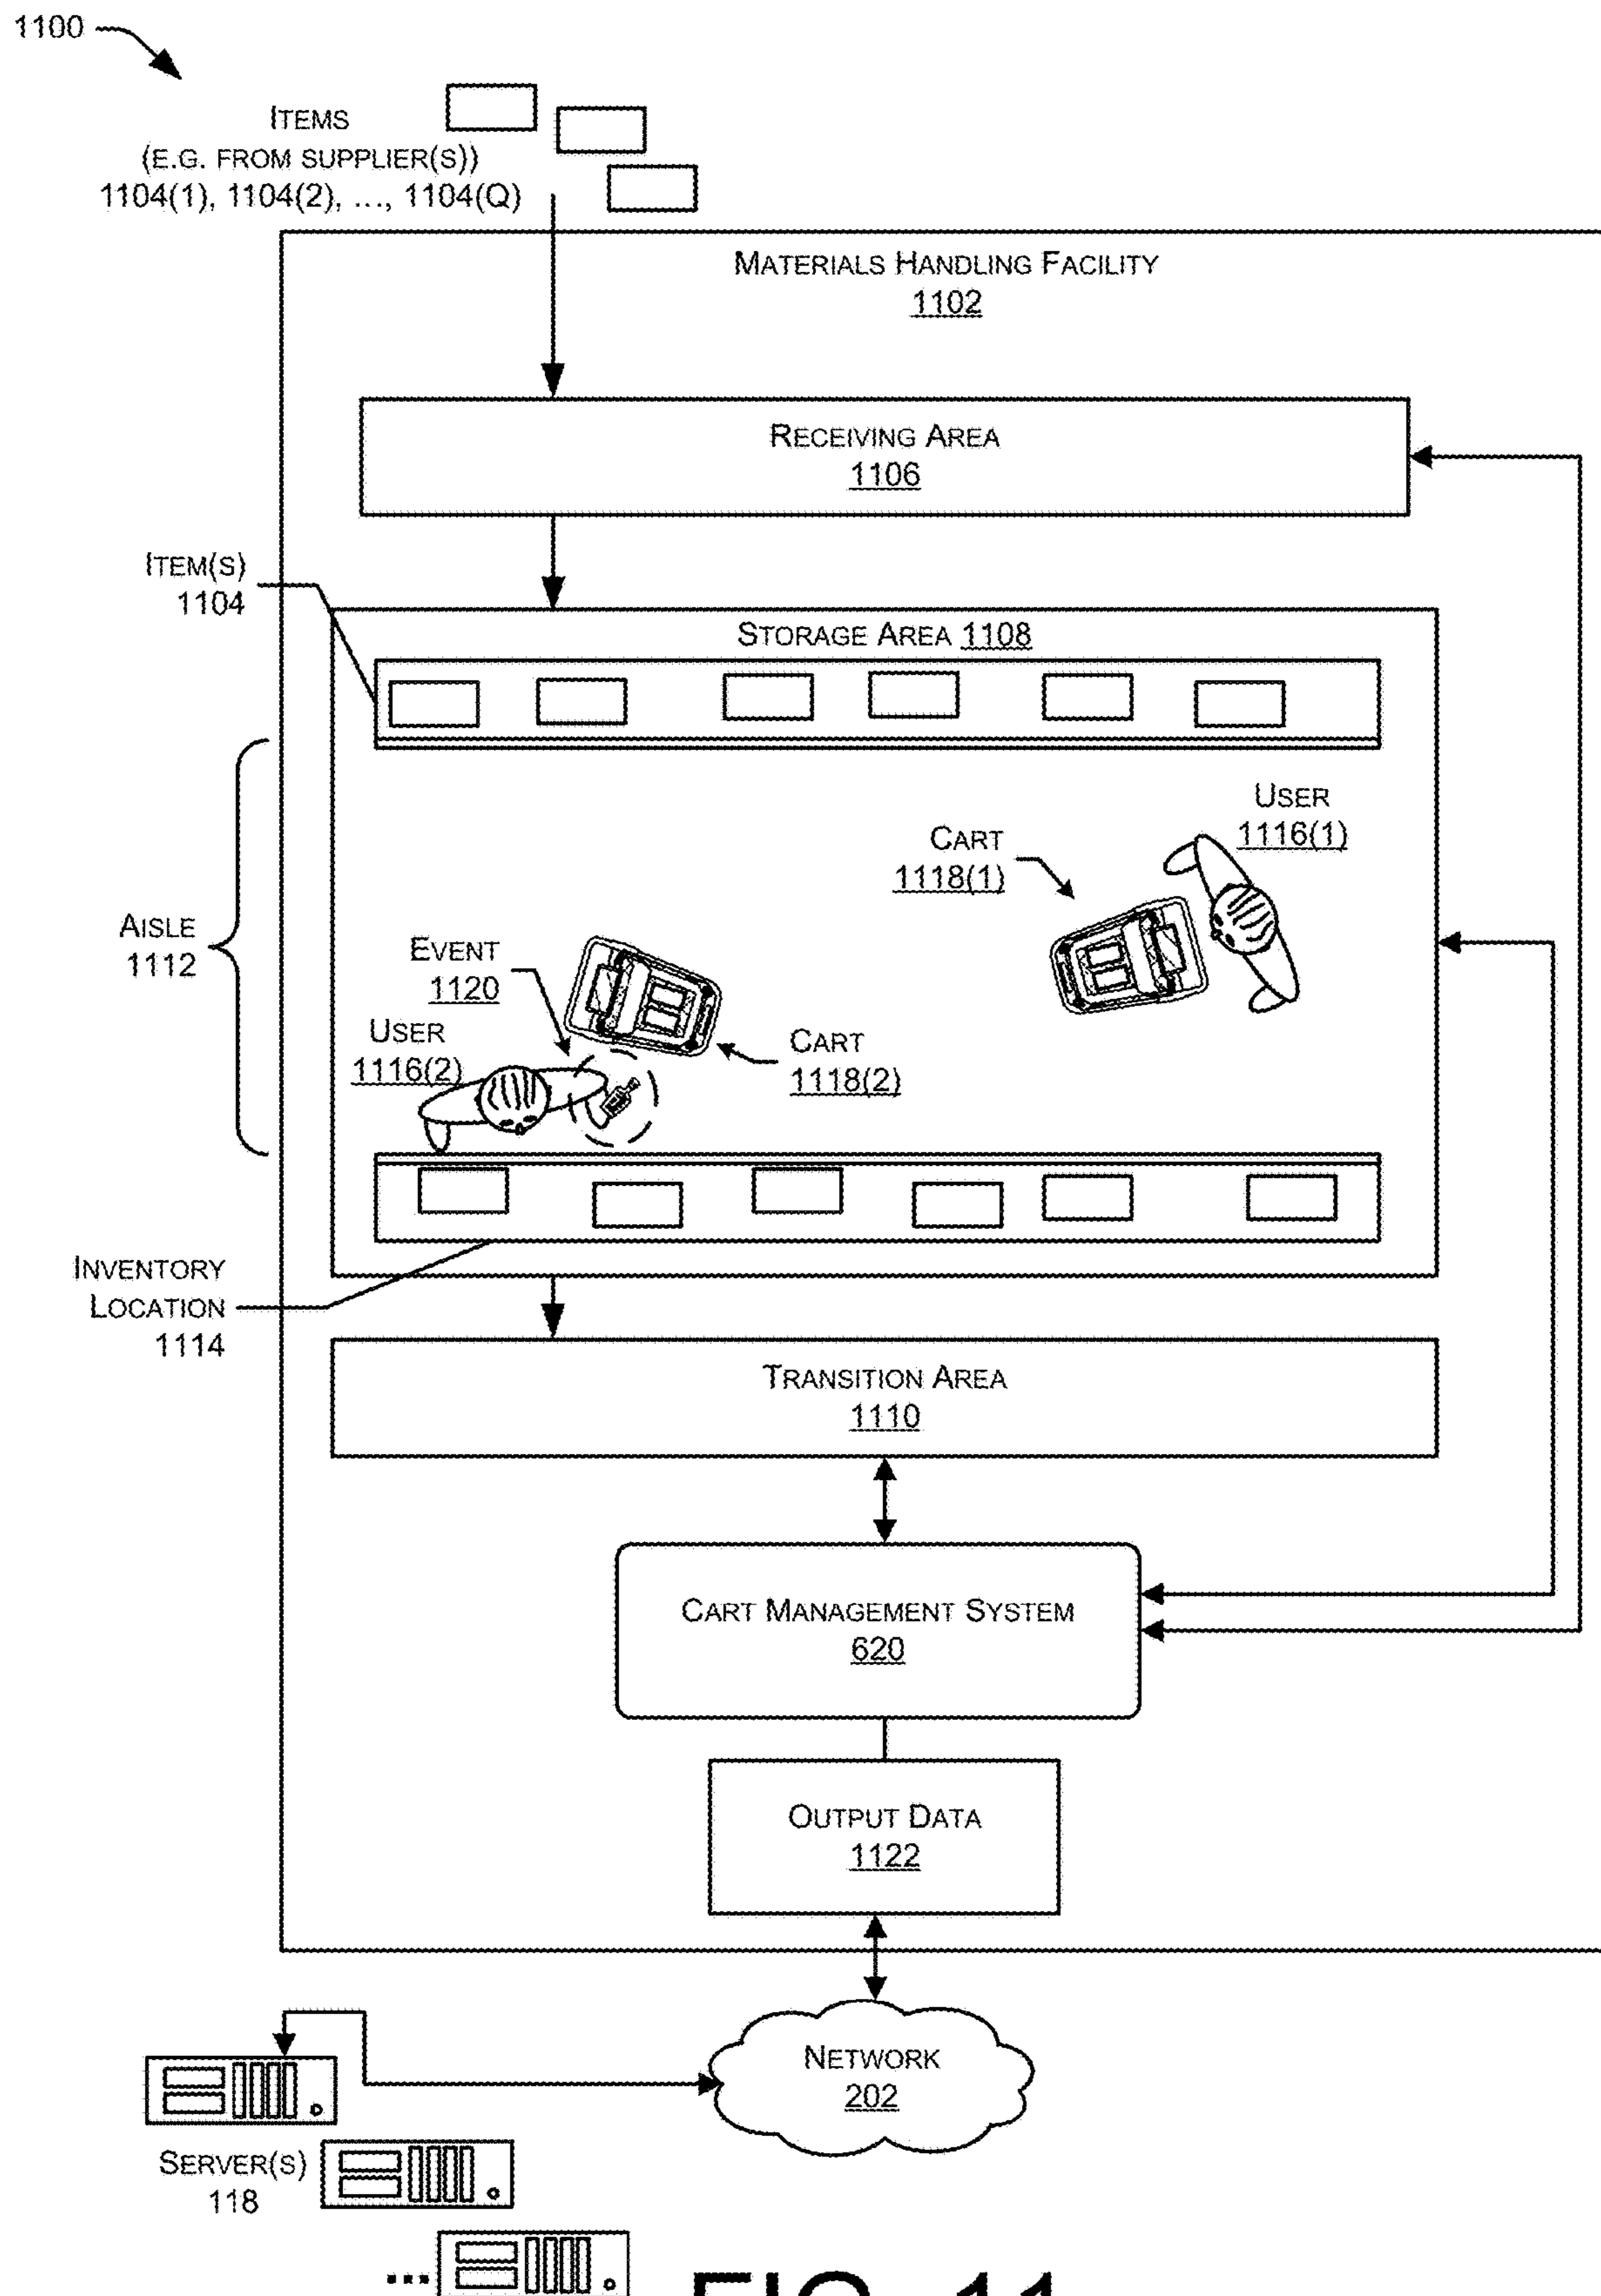 1100
ITEMS
(E.G. FROM SUPPLIER(S))
1104(1), 1104(2), ..., 1104(Q)
MATERIALS HANDLING FACILITY
1102
RECEIVING AREA
1106
ITEM(S)
1104
STORAGE AREA 1108
USER
1116(1)
CART
1118(1)
AISLE
1112
EVENT
1120
USER
1116(2)
CART
1118(2)
INVENTORY
LOCATION
1114
TRANSITION AREA
1110
CART MANAGEMENT SYSTEM
620
OUTPUT DATA
1122
NETWORK
202
SERVER(S)
118
...
FIG. 11